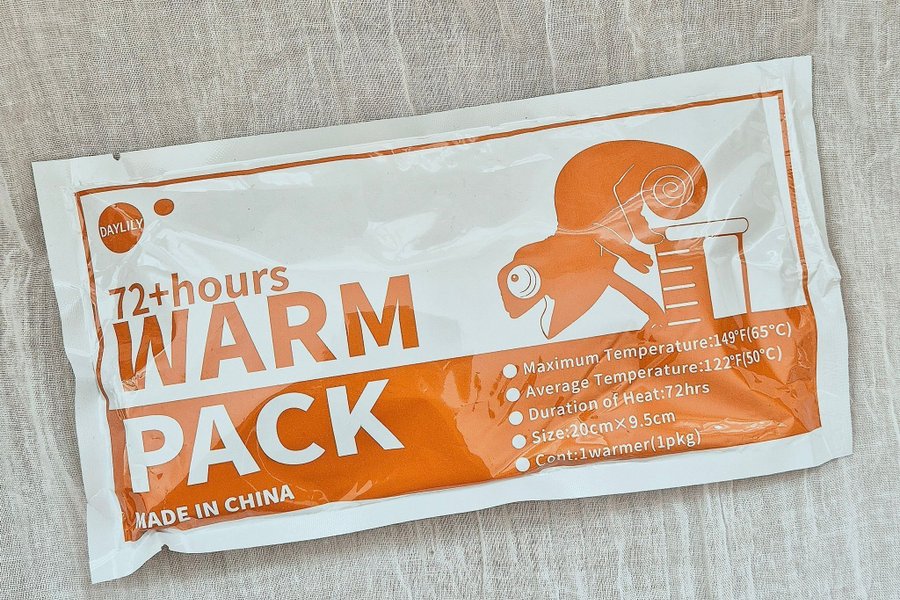 DAYLILY
72+hours
WARM
PACK
MADE IN CHINA
Maximum Temperature:149°F(65°C)
Average Temperature:122°F(50°C)
Duration of Heat:72hrs
Size:20cm×9.5cm
Cont:1warmer(1pkg)